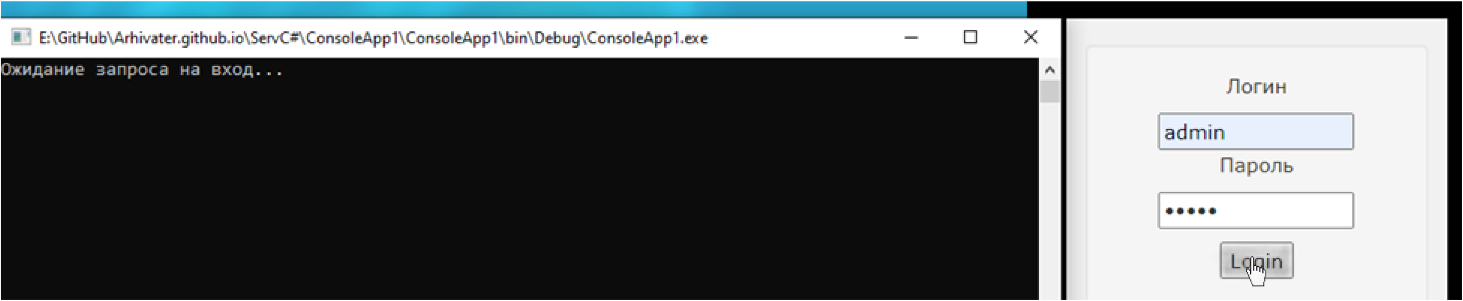 E:\GitHub\Arhivater.github.io\ServC#\ConsoleApp1\ConsoleApp1\bin\Debug\ConsoleApp1.exe
Ожидание запроса на вход...
Логин
admin
Пароль
•••••
Login